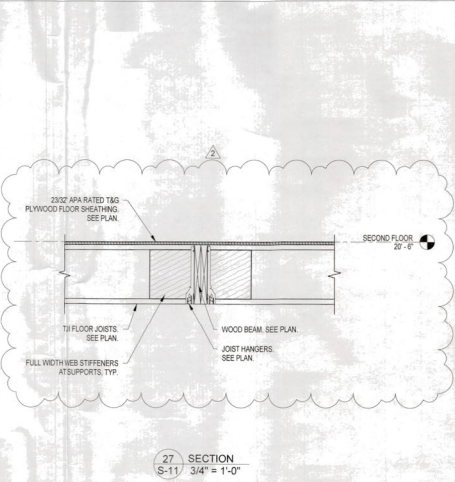 2
23/32" APA RATED T&G
PLYWOOD FLOOR SHEATHING.
SEE PLAN.
SECOND FLOOR
20' - 6"
TJI FLOOR JOISTS.
SEE PLAN.
WOOD BEAM. SEE PLAN.
JOIST HANGERS.
SEE PLAN.
FULL WIDTH WEB STIFFENERS
AT SUPPORTS, TYP.
27 SECTION
S-11 3/4" = 1'-0"